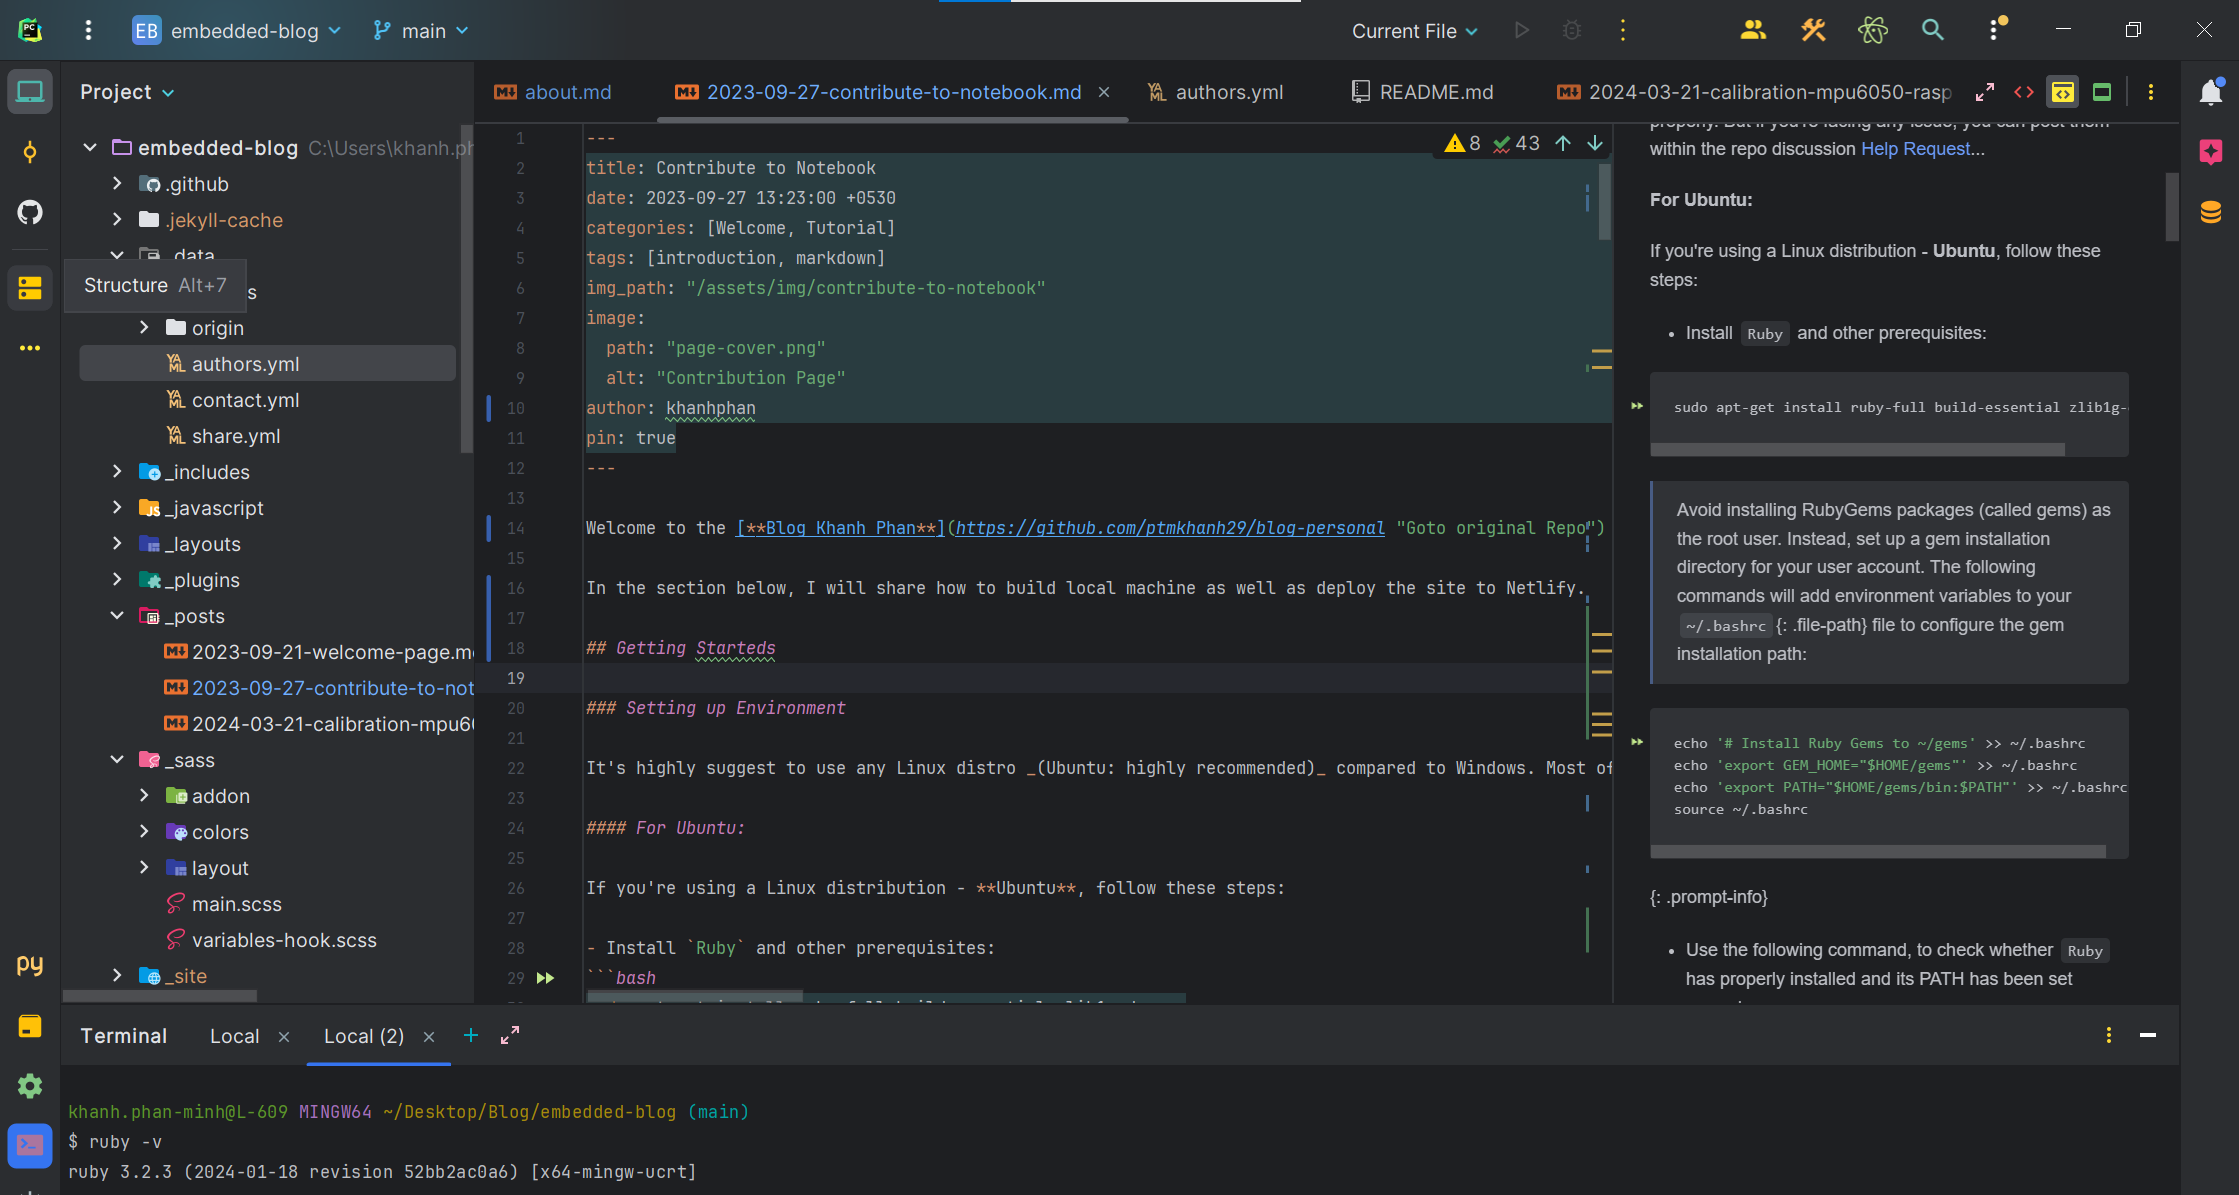 EB embedded-blog main Current File
Project
about.md 2023-09-27-contribute-to-notebook.md authors.yml README.md 2024-03-21-calibration-mpu6050-rasp
embedded-blog C:\Users\khanh.ph
.github
.jekyll-cache
_data
s
Structure Alt+7
origin
authors.yml
contact.yml
share.yml
_includes
_javascript
_layouts
_plugins
_posts
2023-09-21-welcome-page.m
2023-09-27-contribute-to-not
2024-03-21-calibration-mpu60
_sass
addon
colors
layout
main.scss
variables-hook.scss
_site
8 43
1 ---
2 title: Contribute to Notebook
3 date: 2023-09-27 13:23:00 +0530
4 categories: [Welcome, Tutorial]
5 tags: [introduction, markdown]
6 img_path: "/assets/img/contribute-to-notebook"
7 image:
8 path: "page-cover.png"
9 alt: "Contribution Page"
10 author: khanhphan
11 pin: true
12 ---
13
14 Welcome to the [**Blog Khanh Phan**](https://github.com/ptmkhanh29/blog-personal "Goto original Repo")
15
16 In the section below, I will share how to build local machine as well as deploy the site to Netlify.
17
18 ## Getting Starteds
19
20 ### Setting up Environment
21
22 It's highly suggest to use any Linux distro _(Ubuntu: highly recommended)_ compared to Windows. Most of
23
24 #### For Ubuntu:
25
26 If you're using a Linux distribution - **Ubuntu**, follow these steps:
27
28 - Install `Ruby` and other prerequisites:
29 ```bash
properly. But if you're facing any issue, you can post them
within the repo discussion Help Request...
For Ubuntu:
If you're using a Linux distribution - Ubuntu, follow these
steps:
• Install Ruby and other prerequisites:
sudo apt-get install ruby-full build-essential zlib1g-
Avoid installing RubyGems packages (called gems) as
the root user. Instead, set up a gem installation
directory for your user account. The following
commands will add environment variables to your
~/.bashrc {: .file-path} file to configure the gem
installation path:
echo '# Install Ruby Gems to ~/gems' >> ~/.bashrc
echo 'export GEM_HOME="$HOME/gems"' >> ~/.bashrc
echo 'export PATH="$HOME/gems/bin:$PATH"' >> ~/.bashrc
source ~/.bashrc
{: .prompt-info}
• Use the following command, to check whether Ruby
has properly installed and its PATH has been set
Terminal Local Local (2)
khanh.phan-minh@L-609 MINGW64 ~/Desktop/Blog/embedded-blog (main)
$ ruby -v
ruby 3.2.3 (2024-01-18 revision 52bb2ac0a6) [x64-mingw-ucrt]